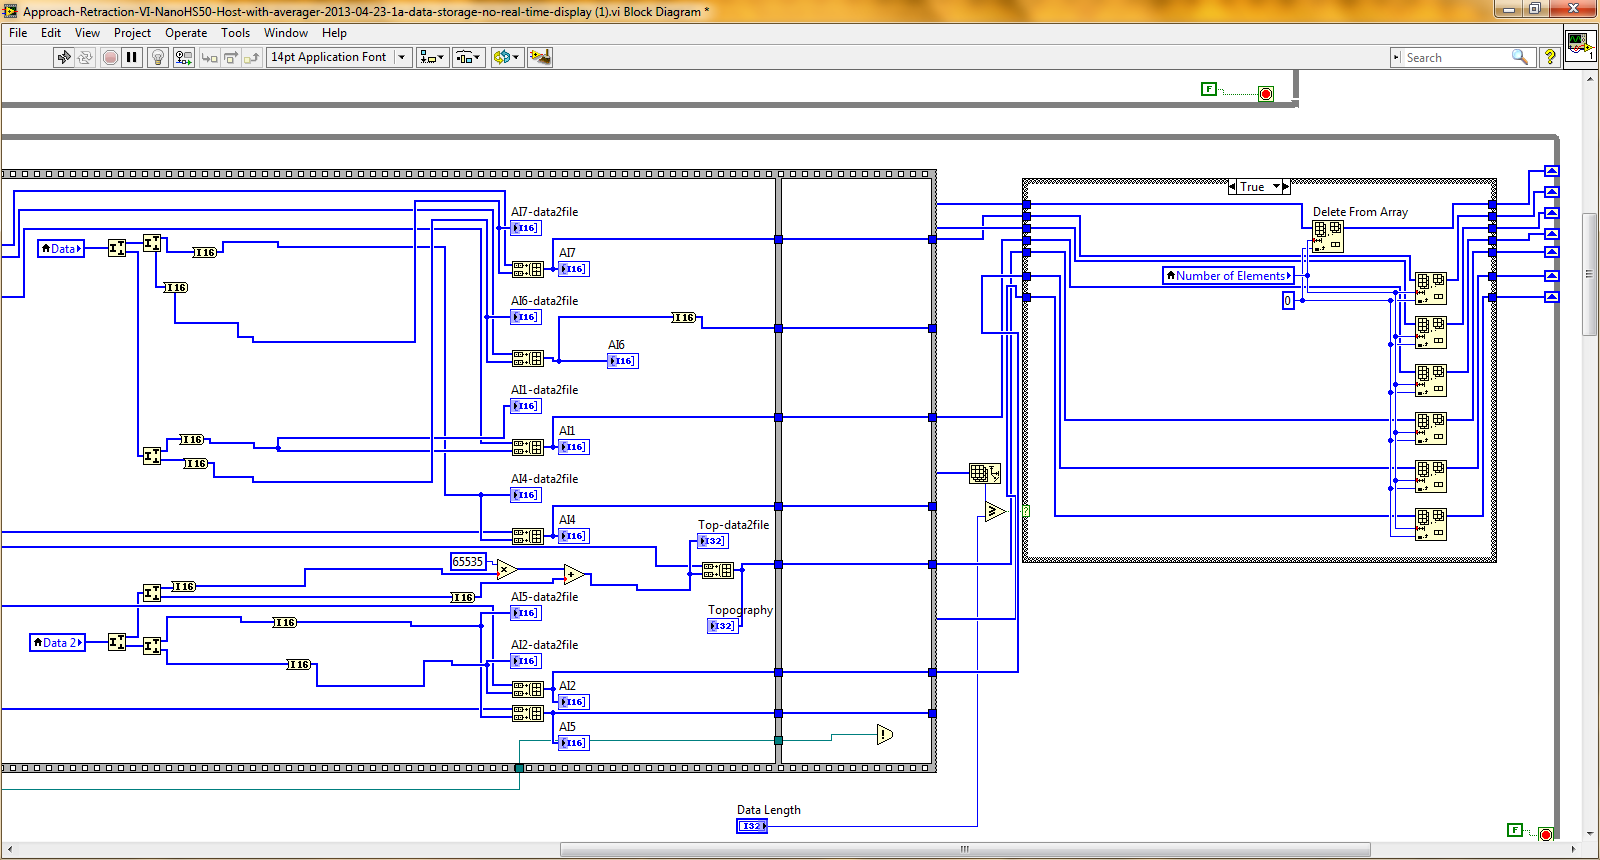 Approach-Retraction-VI-NanoHS50-Host-with-averager-2013-04-23-1a-data-storage-no-real-time-display (1).vi Block Diagram *
File Edit View Project Operate Tools Window Help
14pt Application Font
Search
?
1
F
True
AI7-data2file
I16
Delete From Array
Data
I16
AI7
I16
Number of Elements
I16
AI6-data2file
0
I16
I16
AI6
I16
AI1-data2file
I16
AI1
I16
I16
I16
AI4-data2file
I16
AI4
Top-data2file
?
I16
I32
65535
I16
AI5-data2file
I16
Topography
I16
I16
I32
Data 2
AI2-data2file
I16
I16
AI2
I16
AI5
I16
Data Length
I32
F